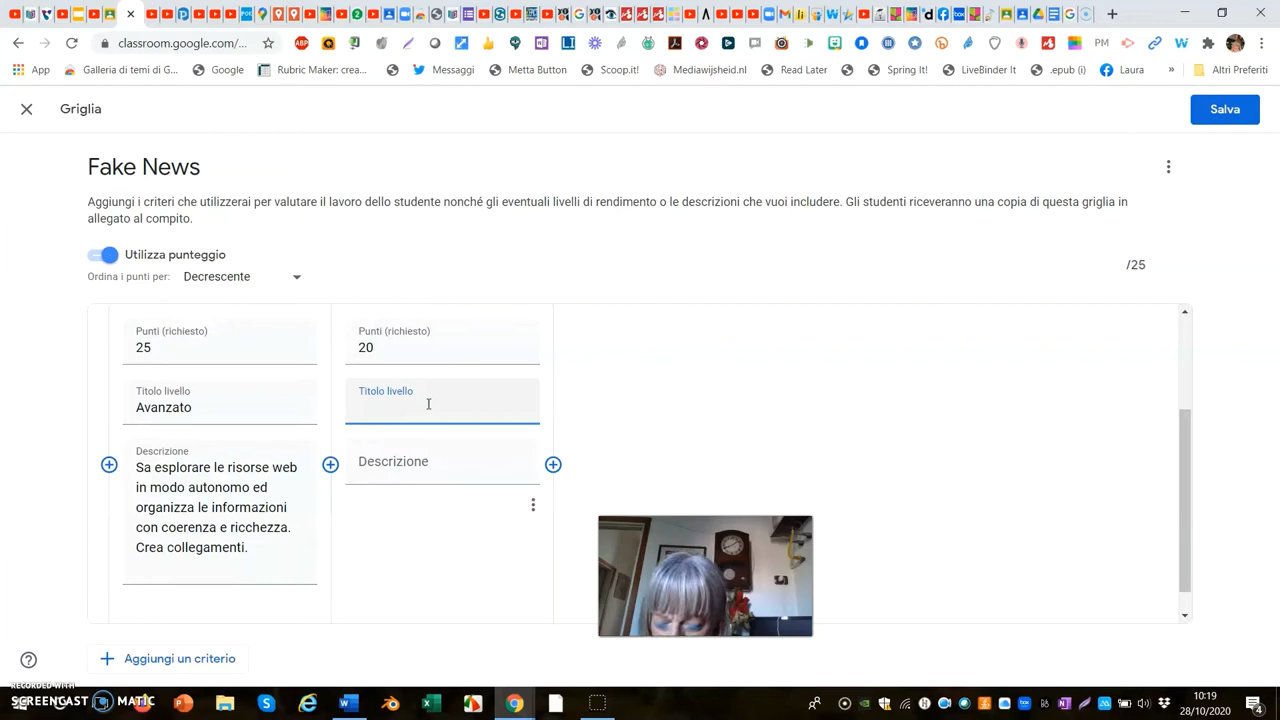 classroom.google.com/...
PM
App
Galleria di temi di G...
Google
Rubric Maker: crea...
Messaggi
Metta Button
Scoop.it!
Mediawijsheid.nl
Read Later
Spring It!
LiveBinder It
.epub (i)
Laura
»
Altri Preferiti
Griglia
Salva
Fake News
Aggiungi i criteri che utilizzerai per valutare il lavoro dello studente nonché gli eventuali livelli di rendimento o le descrizioni che vuoi includere. Gli studenti riceveranno una copia di questa griglia in
allegato al compito.
Utilizza punteggio
Ordina i punti per: Decrescente
/25
Punti (richiesto)
25
Titolo livello
Avanzato
Descrizione
Sa esplorare le risorse web
in modo autonomo ed
organizza le informazioni
con coerenza e ricchezza.
Crea collegamenti.
Punti (richiesto)
20
Titolo livello
Descrizione
Aggiungi un criterio
RECORDED WITH
SCREENCAST MATIC
10:19
28/10/2020
4